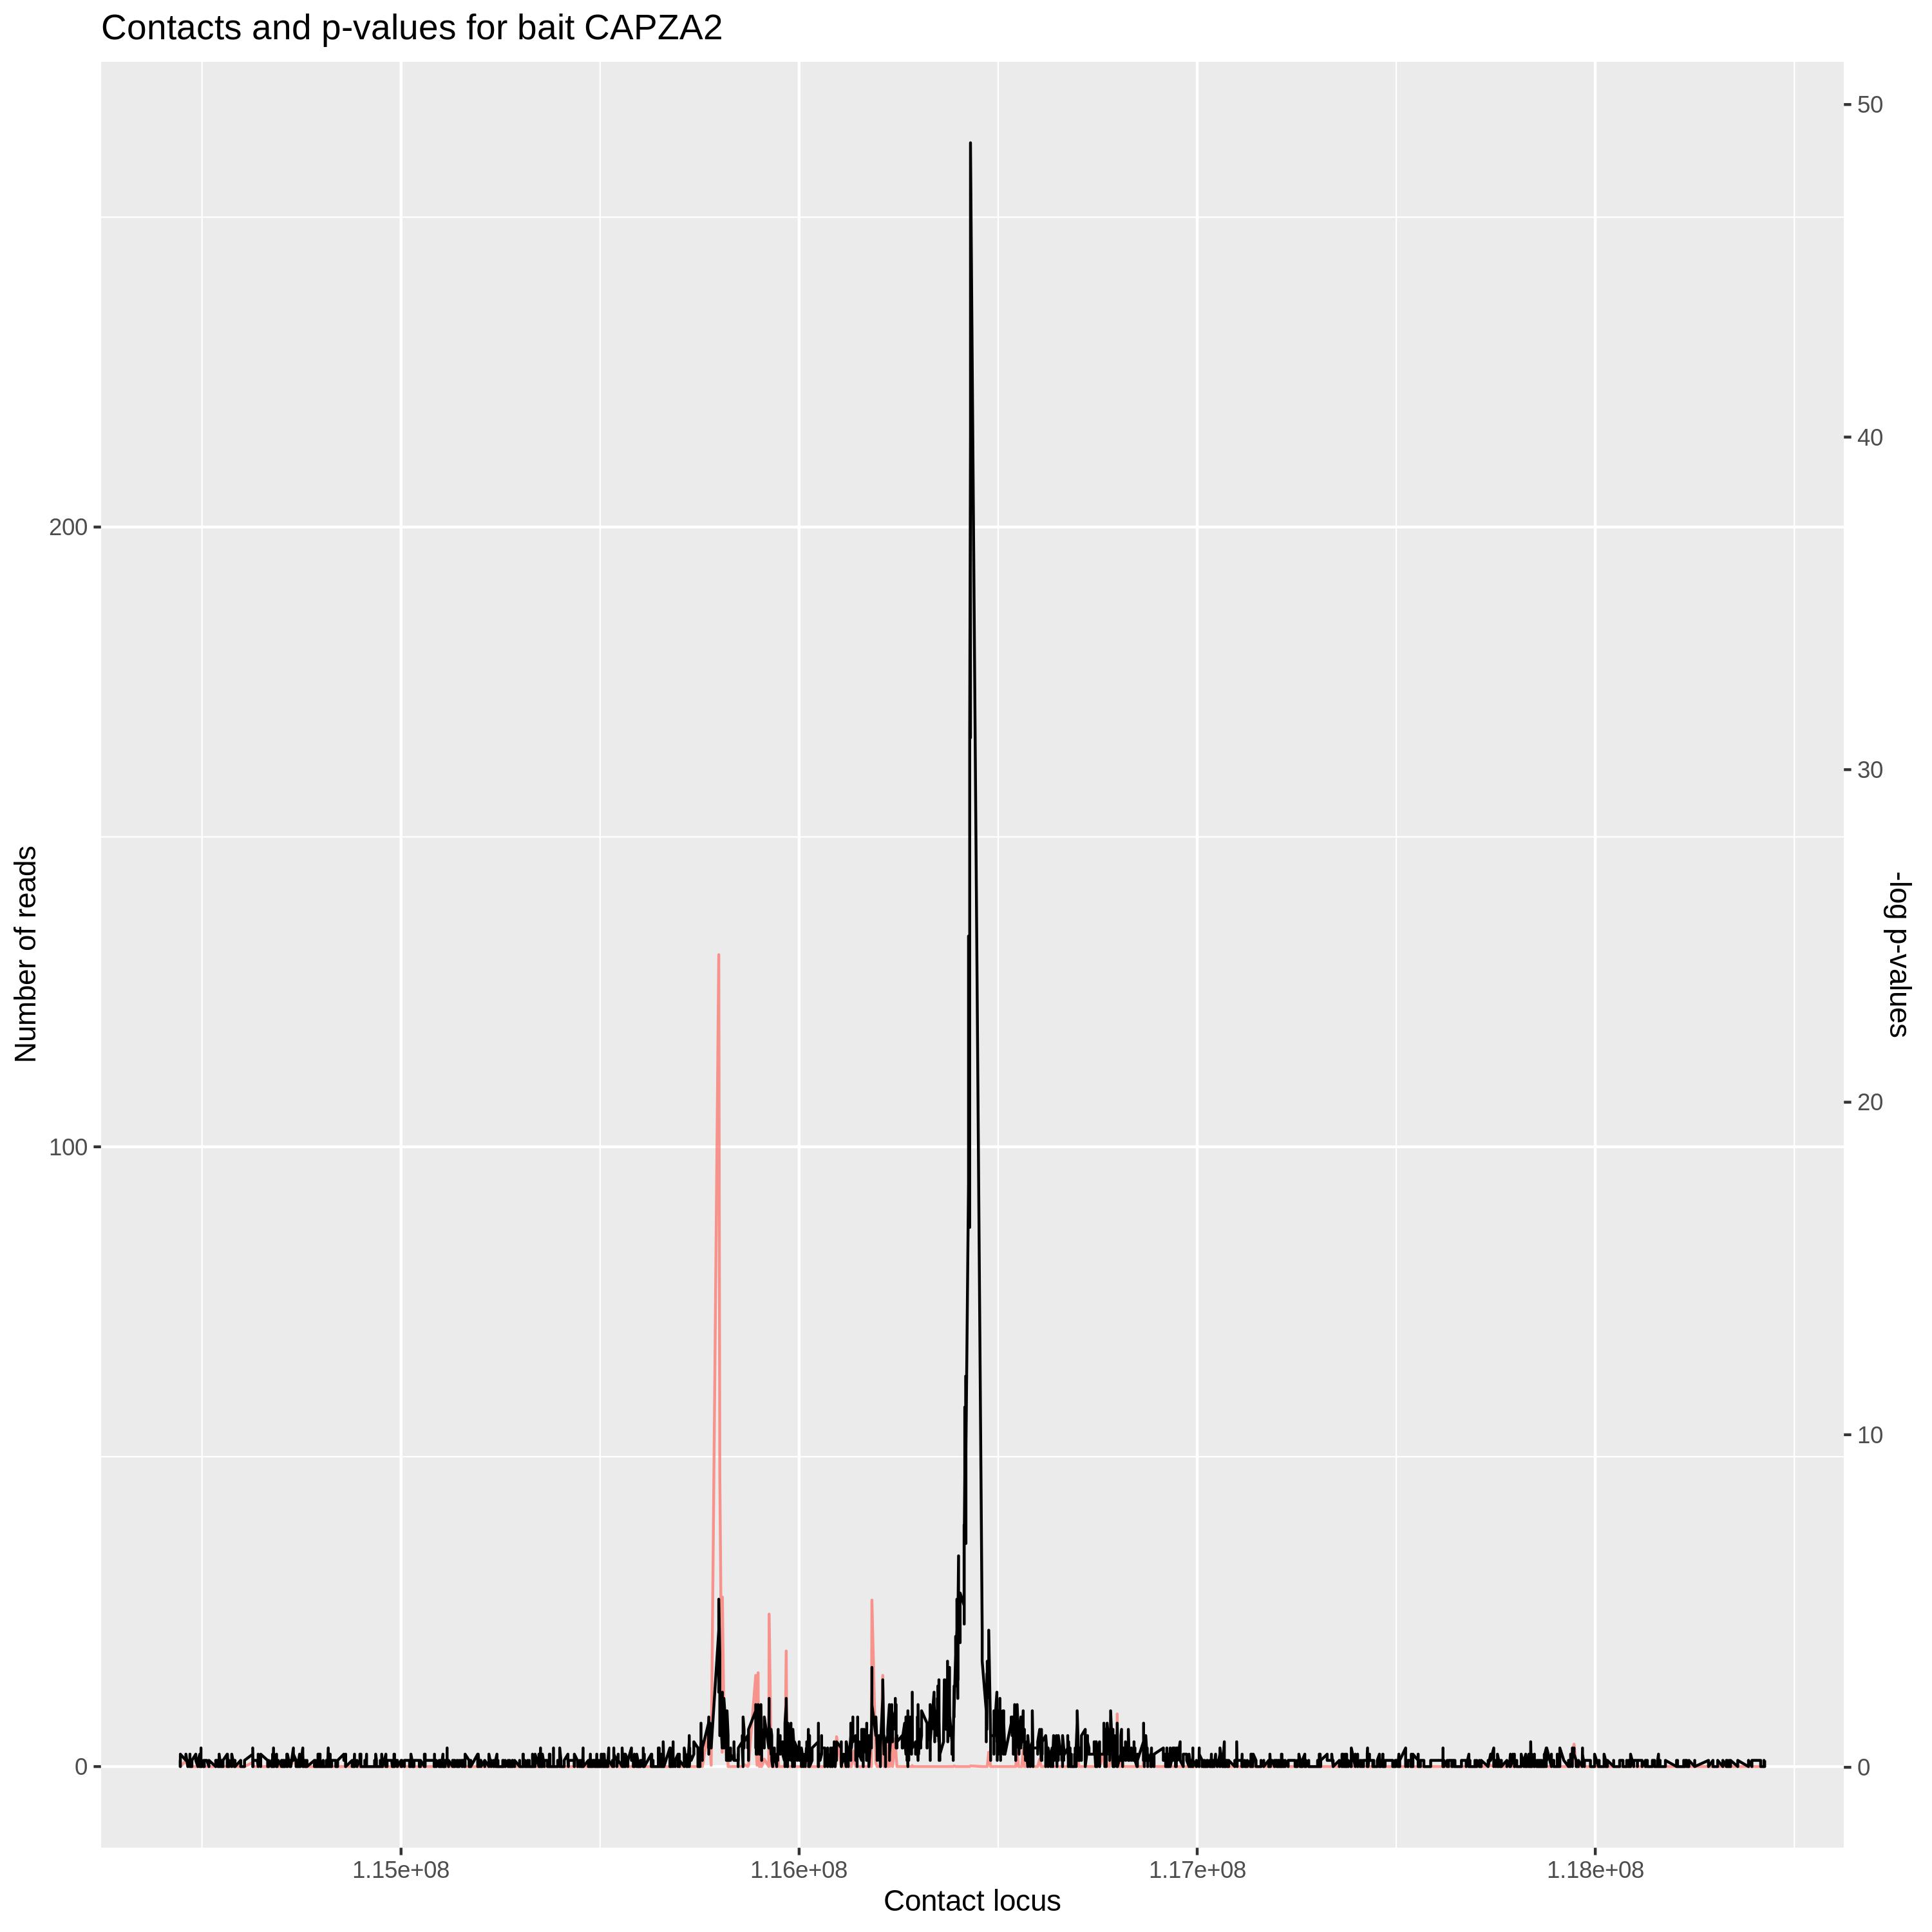 Contacts and p-values for bait CAPZA2
Number of reads
200
100
0
50
40
30
20
10
0
-log p-values
1.15e+08
1.16e+08
1.17e+08
1.18e+08
Contact locus